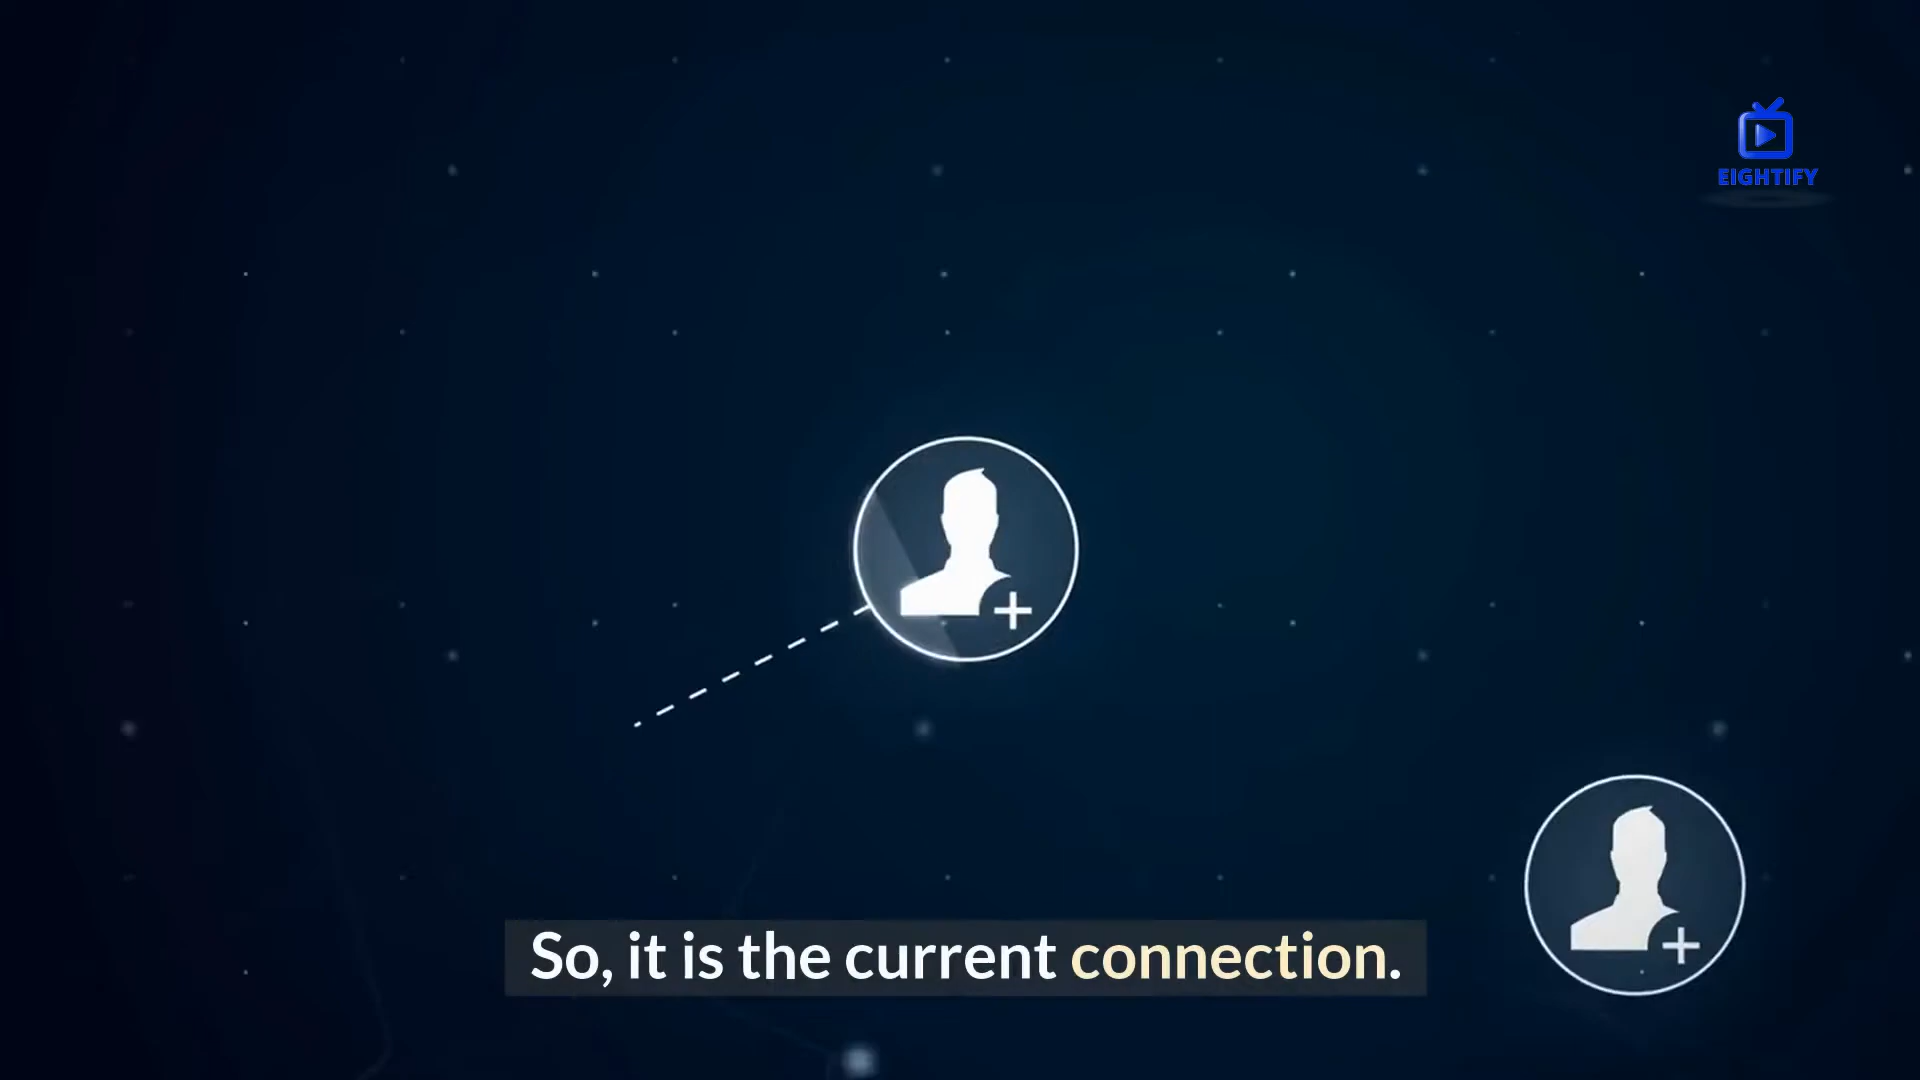 EIGHTIFY
So, it is the current connection.